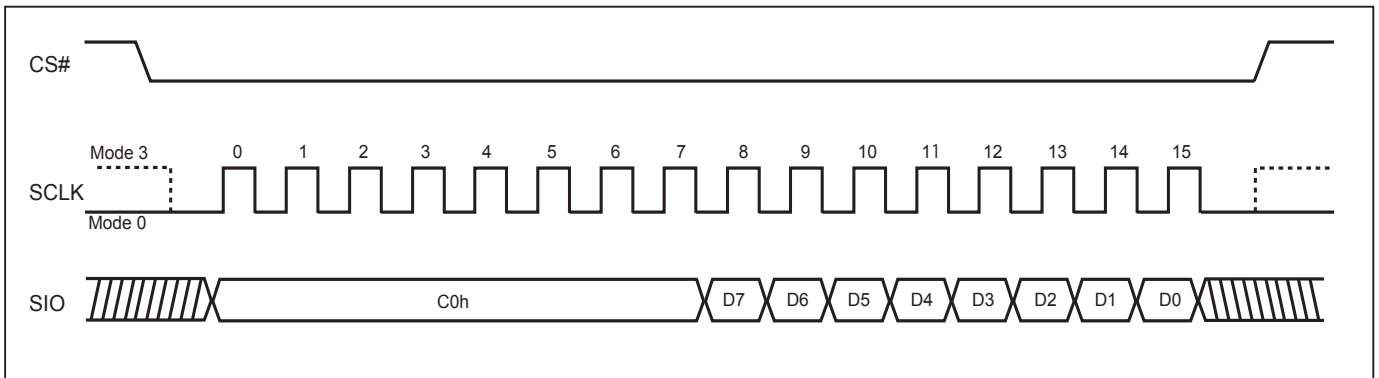 CS#
Mode 3 0 1 2 3 4 5 6 7 8 9 10 11 12 13 14 15
SCLK
Mode 0
SIO C0h D7 D6 D5 D4 D3 D2 D1 D0